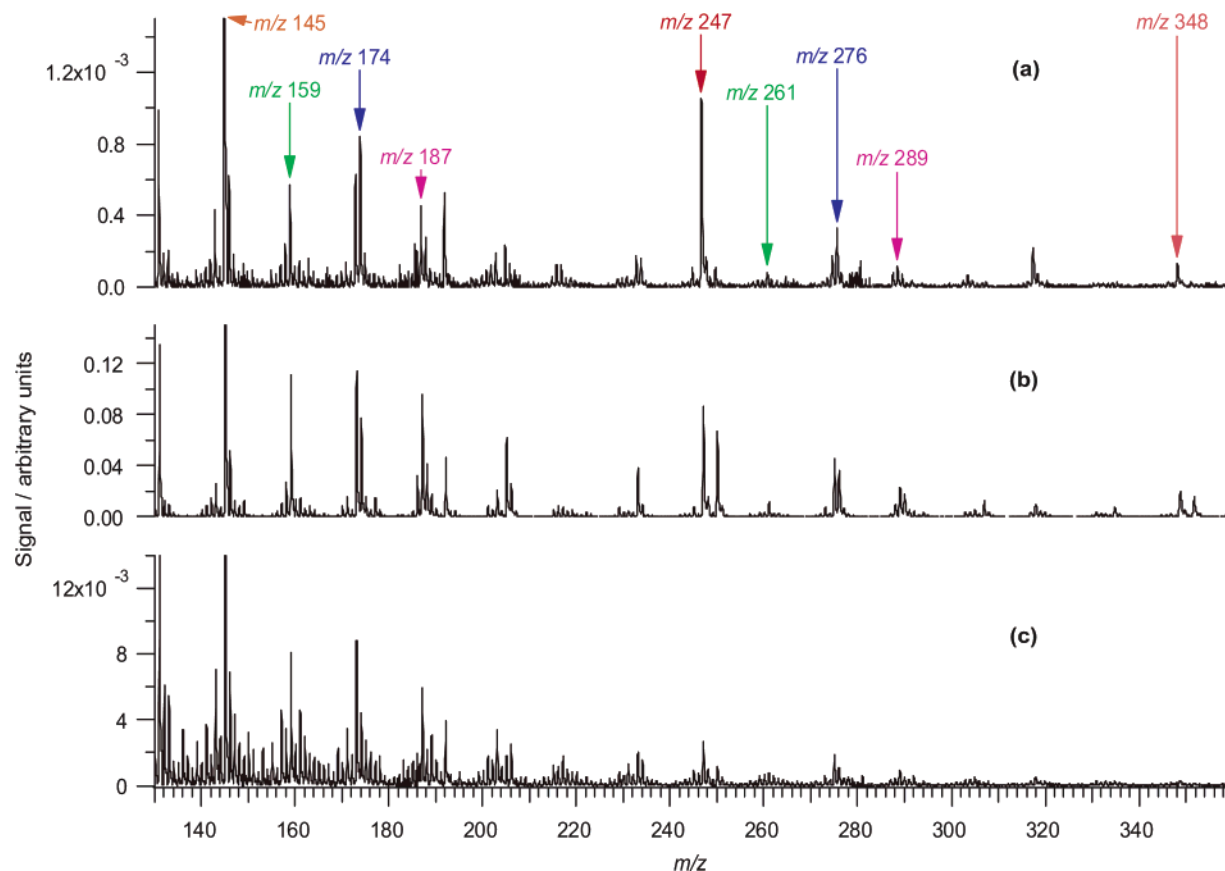 m/z 145
m/z 247
m/z 348
m/z 174
m/z 276
(a)
m/z 159
m/z 261
m/z 187
m/z 289
1.2x10 -3
0.8
0.4
0.0
(b)
0.12
0.08
0.04
0.00
Signal / arbitrary units
(c)
12x10 -3
8
4
0
140 160 180 200 220 240 260 280 300 320 340
m/z